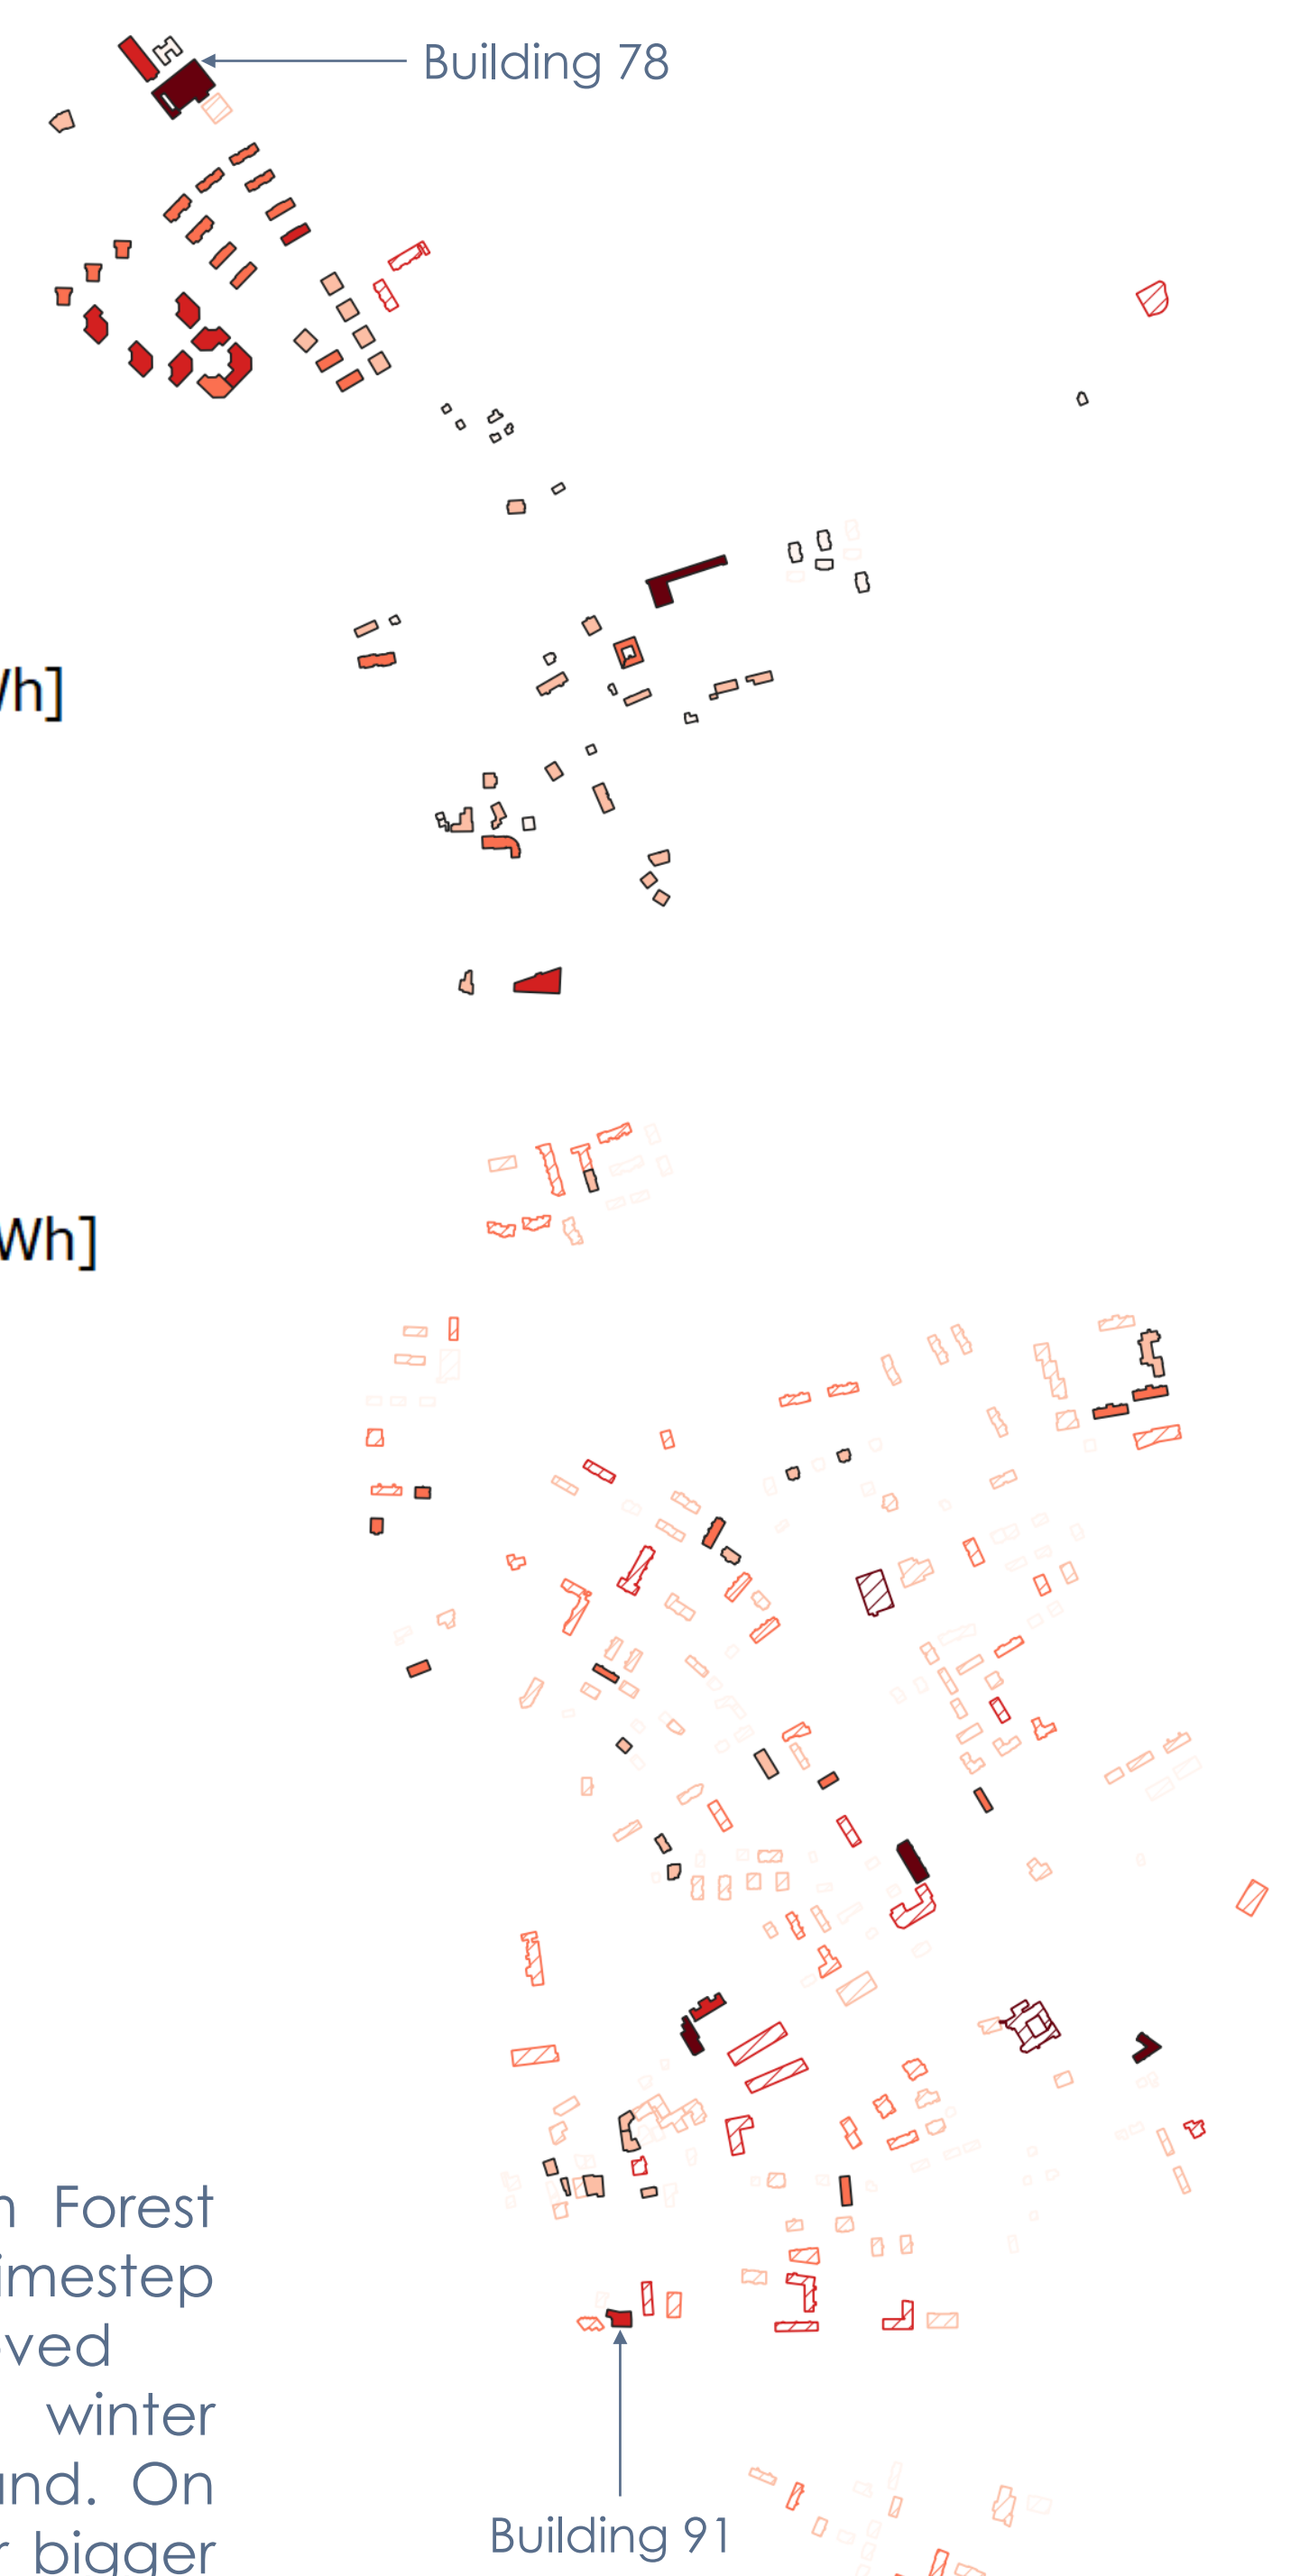 Building 78
Wh]
Wh]
n Forest
imestep
ved
winter
und. On
r bigger
Building 91